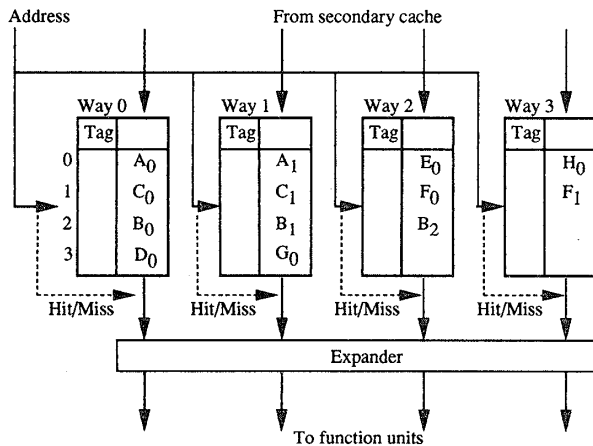 Address From secondary cache
Way 0 Way 1 Way 2 Way 3
Tag Tag Tag Tag
0 A0 A1 E0 H0
1 C0 C1 F0 F1
2 B0 B1 B2
3 D0 G0
Hit/Miss Hit/Miss Hit/Miss Hit/Miss
Expander
To function units